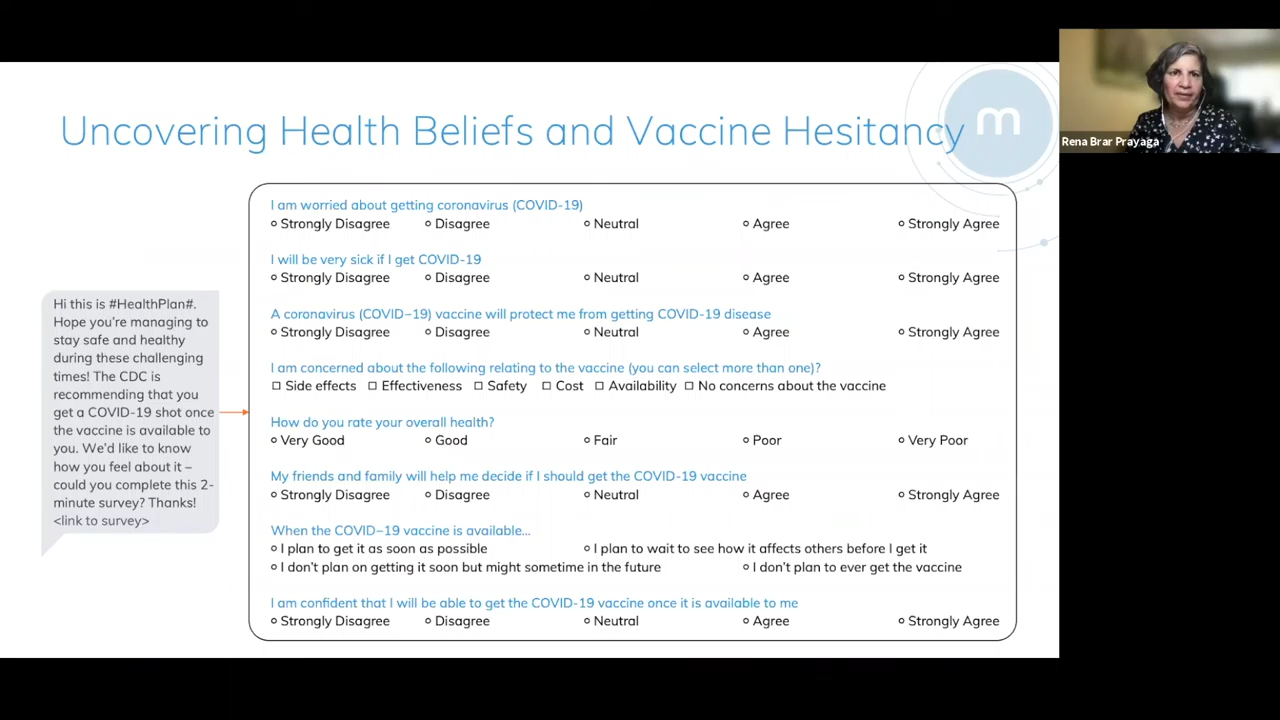 Uncovering Health Beliefs and Vaccine Hesitancy
m
Rena Brar Prayaga
Hi this is #HealthPlan#.
Hope you're managing to
stay safe and healthy
during these challenging
times! The CDC is
recommending that you
get a COVID-19 shot once
the vaccine is available to
you. We'd like to know
how you feel about it –
could you complete this 2-
minute survey? Thanks!
<link to survey>
I am worried about getting coronavirus (COVID-19)
Strongly Disagree Disagree Neutral Agree Strongly Agree
I will be very sick if I get COVID-19
Strongly Disagree Disagree Neutral Agree Strongly Agree
A coronavirus (COVID–19) vaccine will protect me from getting COVID-19 disease
Strongly Disagree Disagree Neutral Agree Strongly Agree
I am concerned about the following relating to the vaccine (you can select more than one)?
Side effects Effectiveness Safety Cost Availability No concerns about the vaccine
How do you rate your overall health?
Very Good Good Fair Poor Very Poor
My friends and family will help me decide if I should get the COVID-19 vaccine
Strongly Disagree Disagree Neutral Agree Strongly Agree
When the COVID–19 vaccine is available...
I plan to get it as soon as possible I plan to wait to see how it affects others before I get it
I don't plan on getting it soon but might sometime in the future I don't plan to ever get the vaccine
I am confident that I will be able to get the COVID-19 vaccine once it is available to me
Strongly Disagree Disagree Neutral Agree Strongly Agree